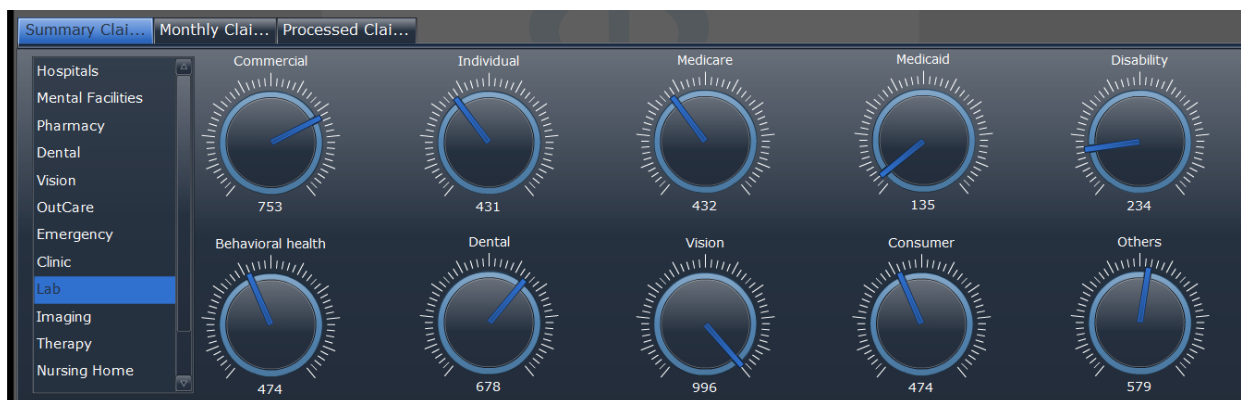 Summary Clai... Monthly Clai... Processed Clai...
Hospitals
Mental Facilities
Pharmacy
Dental
Vision
OutCare
Emergency
Clinic
Lab
Imaging
Therapy
Nursing Home
Commercial Individual Medicare Medicaid Disability
753 431 432 135 234
Behavioral health Dental Vision Consumer Others
474 678 996 474 579